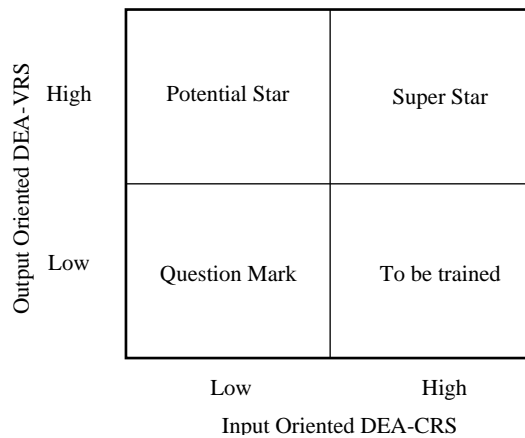 Output Oriented DEA-VRS
High
Potential Star
Super Star
Low
Question Mark
To be trained
Low
High
Input Oriented DEA-CRS